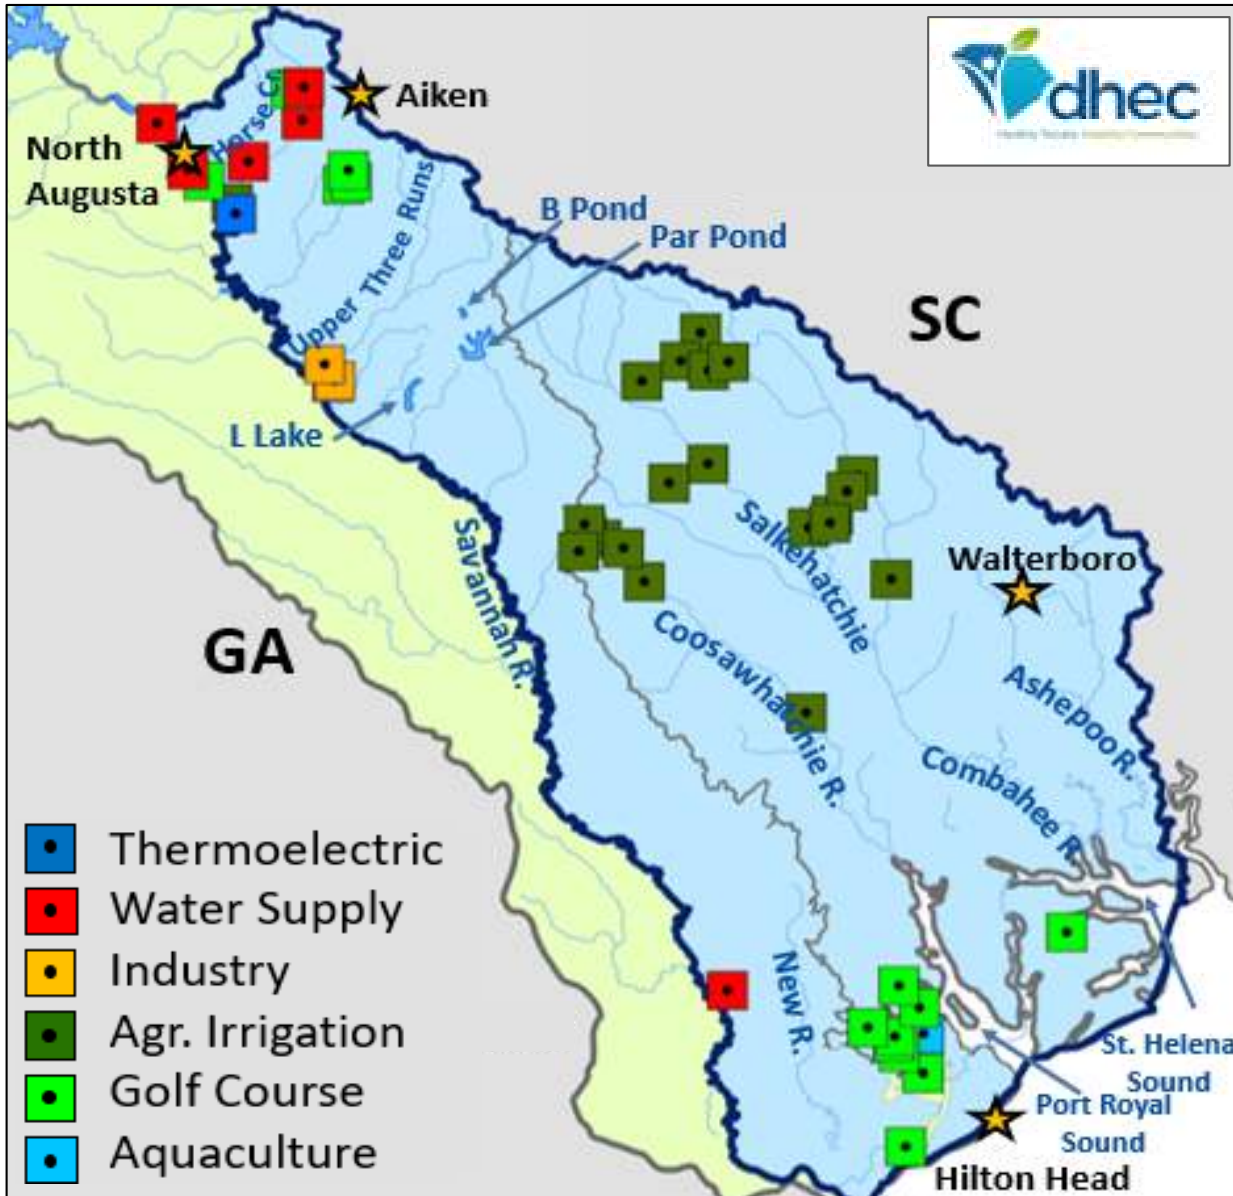 dhec
Aiken
North
Augusta
Horse Cr.
B Pond
Par Pond
Upper Three Runs
SC
L Lake
Savannah R.
Salkehatchie
Walterboro
GA
Coosawhatchie R.
Ashepoo R.
Combahee R.
New R.
St. Helena
Sound
Port Royal
Sound
Hilton Head
Thermoelectric
Water Supply
Industry
Agr. Irrigation
Golf Course
Aquaculture